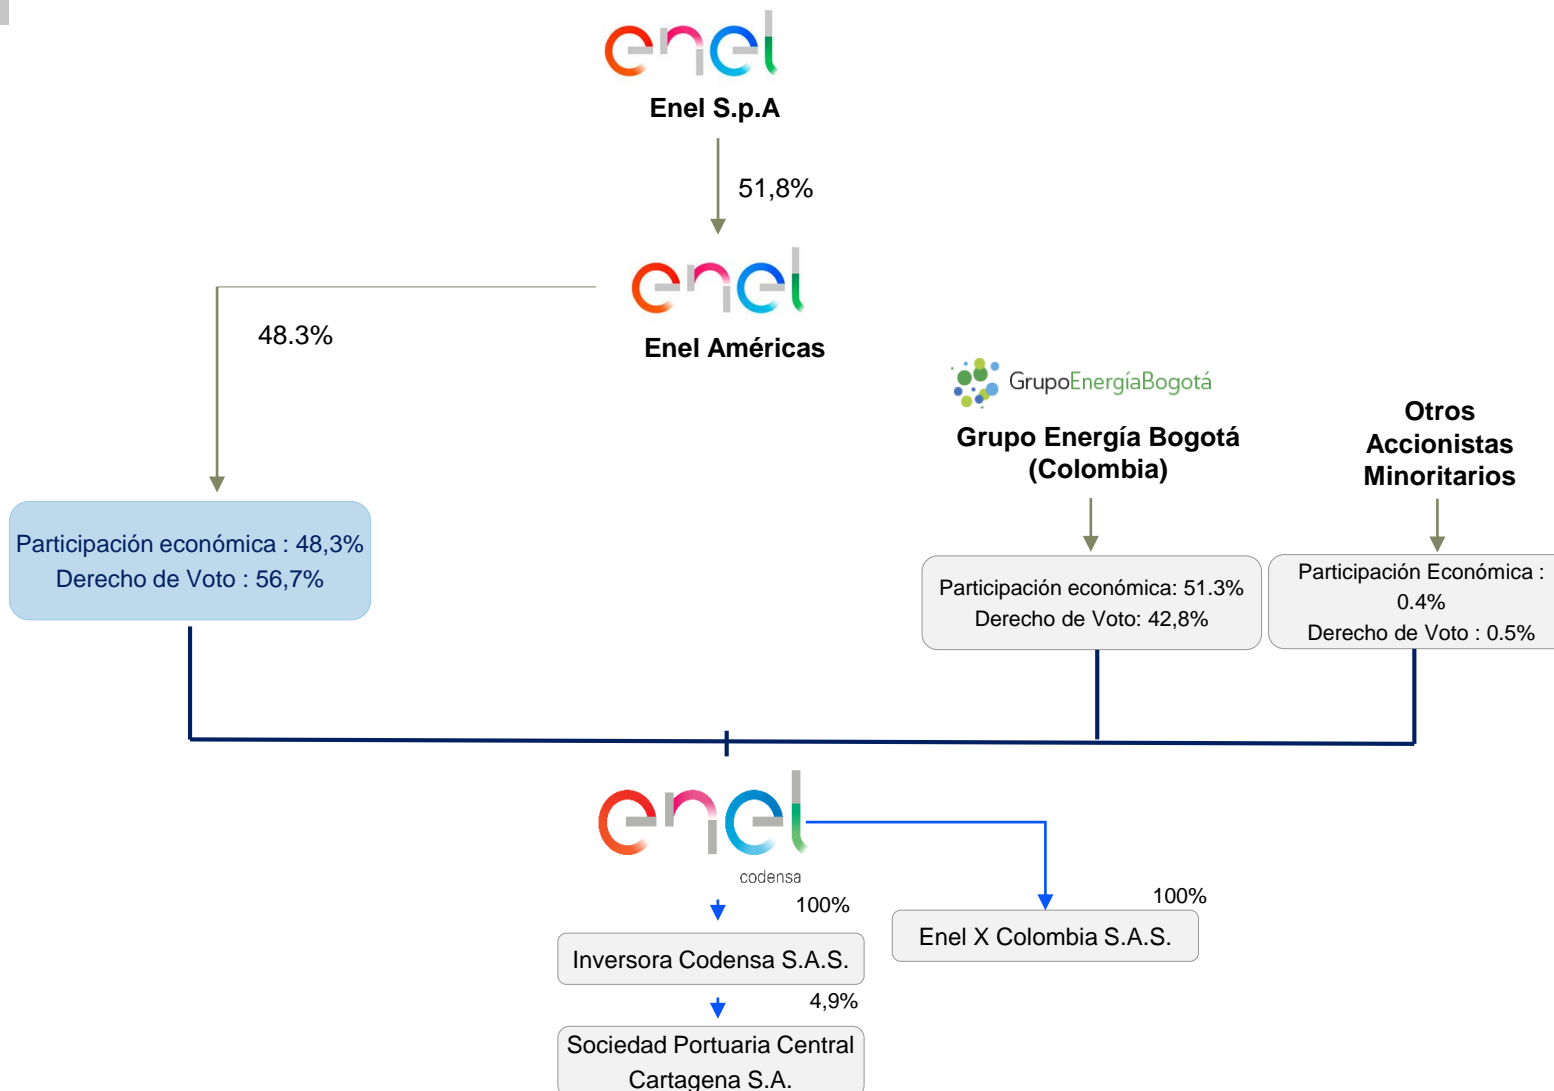 enel
Enel S.p.A
51,8%
enel
Enel Américas
48.3%
GrupoEnergíaBogotá
Grupo Energía Bogotá
(Colombia)
Otros
Accionistas
Minoritarios
Participación económica : 48,3%
Derecho de Voto : 56,7%
Participación económica: 51.3%
Derecho de Voto: 42,8%
Participación Económica :
0.4%
Derecho de Voto : 0.5%
enel
codensa
100%
Inversora Codensa S.A.S.
100%
Enel X Colombia S.A.S.
4,9%
Sociedad Portuaria Central
Cartagena S.A.